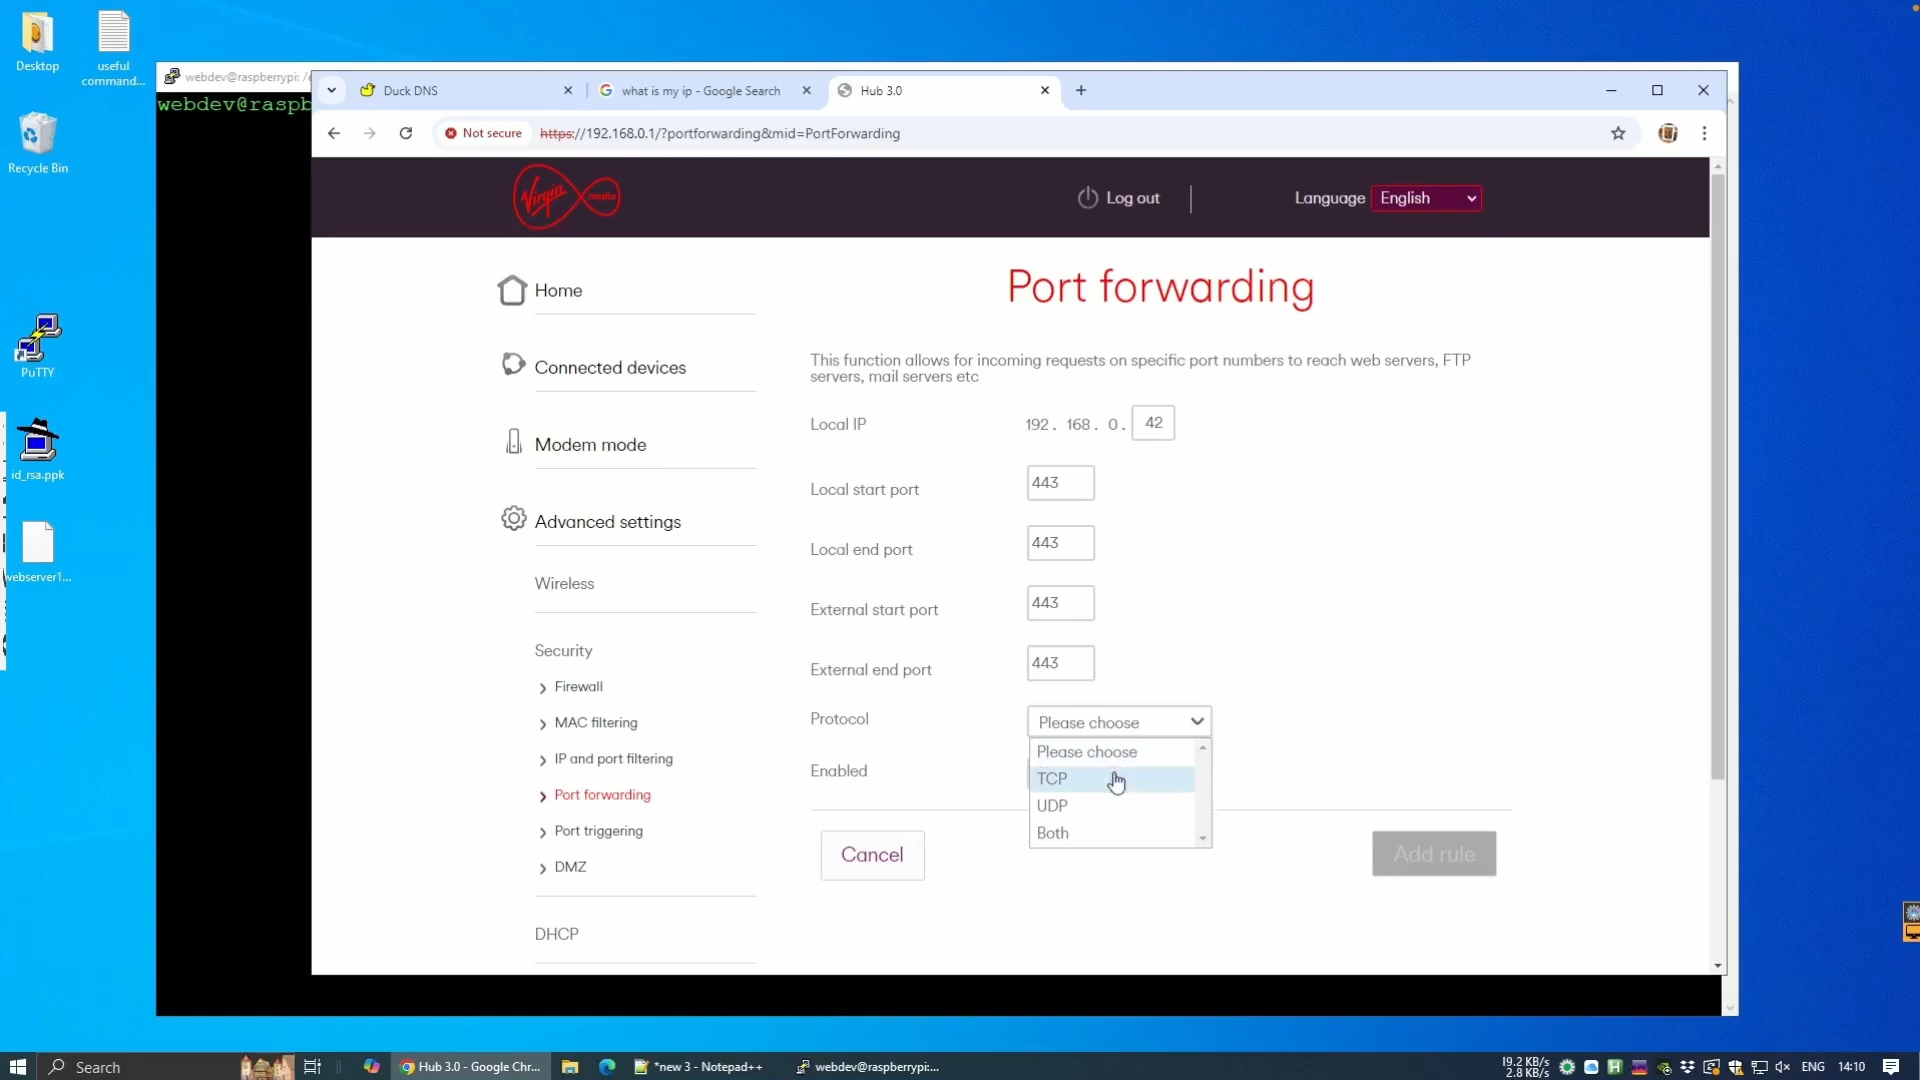 Desktop
useful
command...
Recycle Bin
PuTTY
id_rsa.ppk
webserver1...
webdev@raspberrypi: /e
webdev@raspb
Duck DNS
what is my ip - Google Search
Hub 3.0
Not secure
https://192.168.0.1/?portforwarding&mid=PortForwarding
Virgin
media
Log out
Language
English
Home
Connected devices
Modem mode
Advanced settings
Wireless
Security
Firewall
MAC filtering
IP and port filtering
Port forwarding
Port triggering
DMZ
DHCP
Port forwarding
This function allows for incoming requests on specific port numbers to reach web servers, FTP
servers, mail servers etc
Local IP
192. 168. 0. 42
Local start port
443
Local end port
443
External start port
443
External end port
443
Protocol
Please choose
Please choose
TCP
UDP
Both
Enabled
Cancel
Add rule
Search
Hub 3.0 - Google Chr...
*new 3 - Notepad++
webdev@raspberrypi:...
19.2 KB/s
2.8 KB/s
ENG
14:10